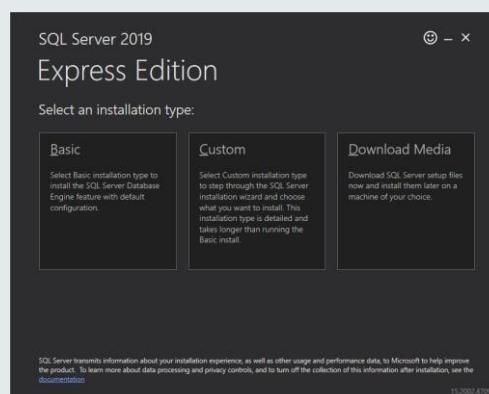 SQL Server 2019
Express Edition
Select an installation type:
Basic
Select Basic installation type to
install the SQL Server Database
Engine feature with default
configuration.
Custom
Select Custom installation type
to step through the SQL Server
installation wizard and choose
what you want to install. This
installation type is detailed and
takes longer than running the
Basic install.
Download Media
Download SQL Server setup files
now and install them later on a
machine of your choice.
SQL Server transmits information about your installation experience, as well as other usage and performance data, to Microsoft to help improve
the product. To learn more about data processing and privacy controls, and to turn off the collection of this information after installation, see the
documentation